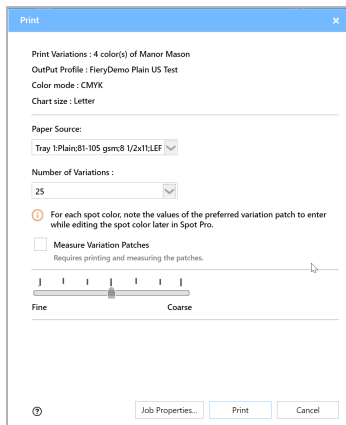 Print
Print Variations : 4 color(s) of Manor Mason
OutPut Profile : FieryDemo Plain US Test
Color mode : CMYK
Chart size : Letter
Paper Source:
Tray 1:Plain;81-105 gsm;8 1/2x11;LEF
Number of Variations :
25
For each spot color, note the values of the preferred variation patch to enter
while editing the spot color later in Spot Pro.
Measure Variation Patches
Requires printing and measuring the patches.
Fine Coarse
Job Properties... Print Cancel